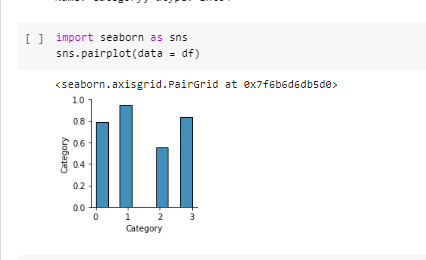 [ ] import seaborn as sns
sns.pairplot(data = df)
<seaborn.axisgrid.PairGrid at 0x7f6b6d6db5d0>
1.0
0.8
0.6
0.4
0.2
0.0
Category
0 1 2 3
Category